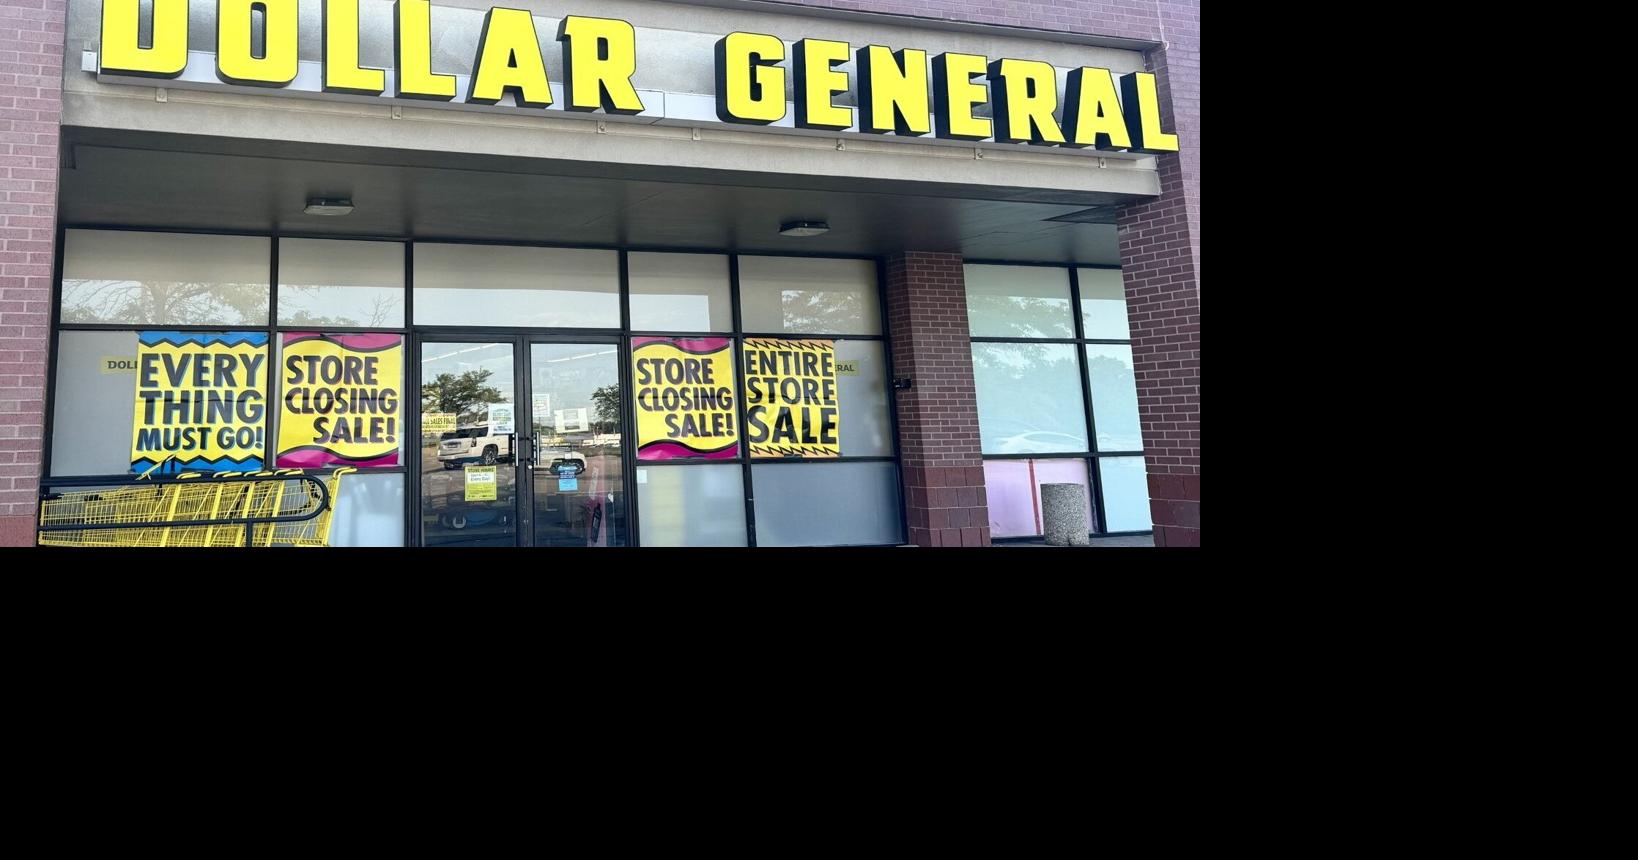 DOLLAR GENERAL
EVERY
THING
MUST GO!
STORE
CLOSING
SALE!
STORE
CLOSING
SALE!
ENTIRE
STORE
SALE